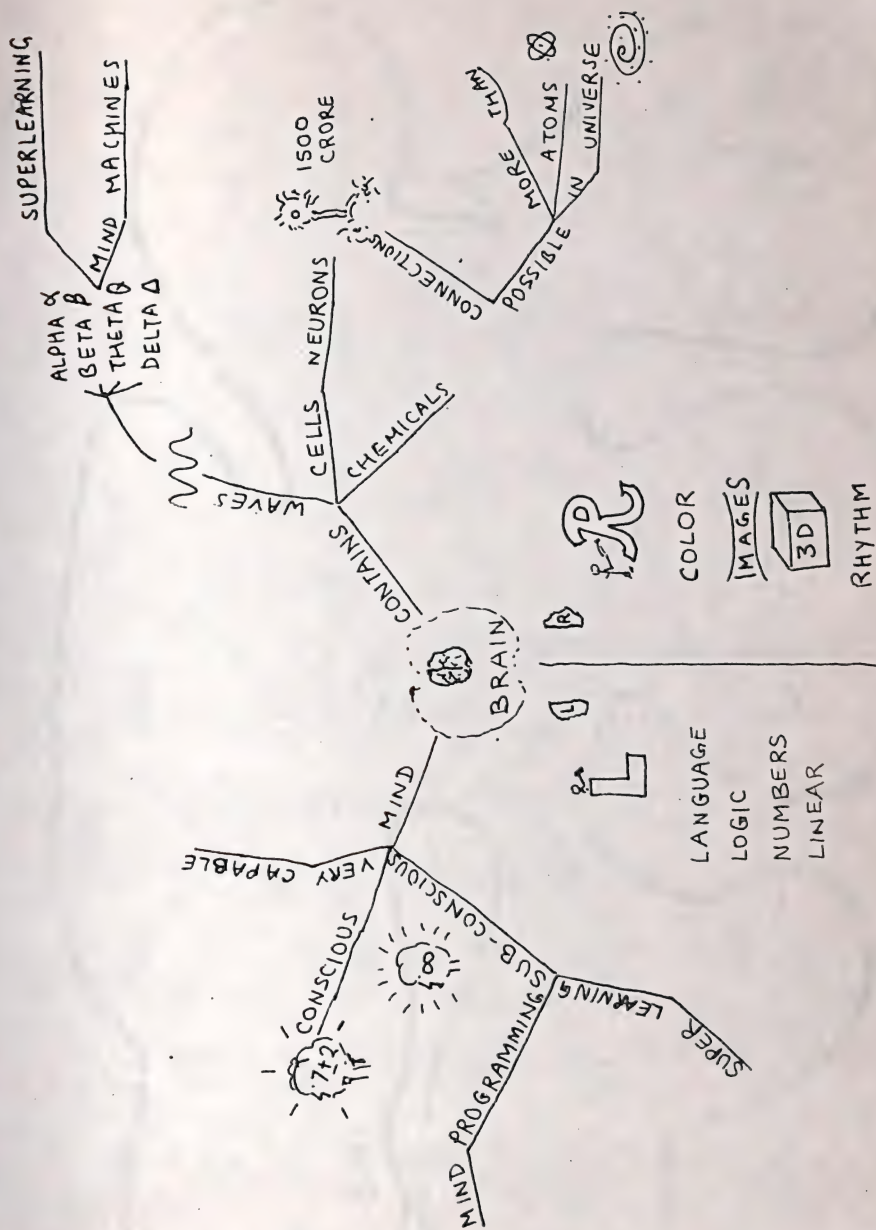 BRAIN
MIND
VERY CAPABLE
CONSCIOUS
7±2
SUB-CONSCIOUS
8
MIND PROGRAMMING
SUPER LEARNING
CONTAINS
WAVES
ALPHA α
BETA β
THETA θ
DELTA Δ
SUPERLEARNING
MIND MACHINES
CELLS NEURONS
1500
CRORE
CHEMICALS
CONNECTIONS
POSSIBLE
MORE THAN
ATOMS
IN UNIVERSE
L
L
LANGUAGE
LOGIC
NUMBERS
LINEAR
R
R
COLOR
IMAGES
3D
RHYTHM